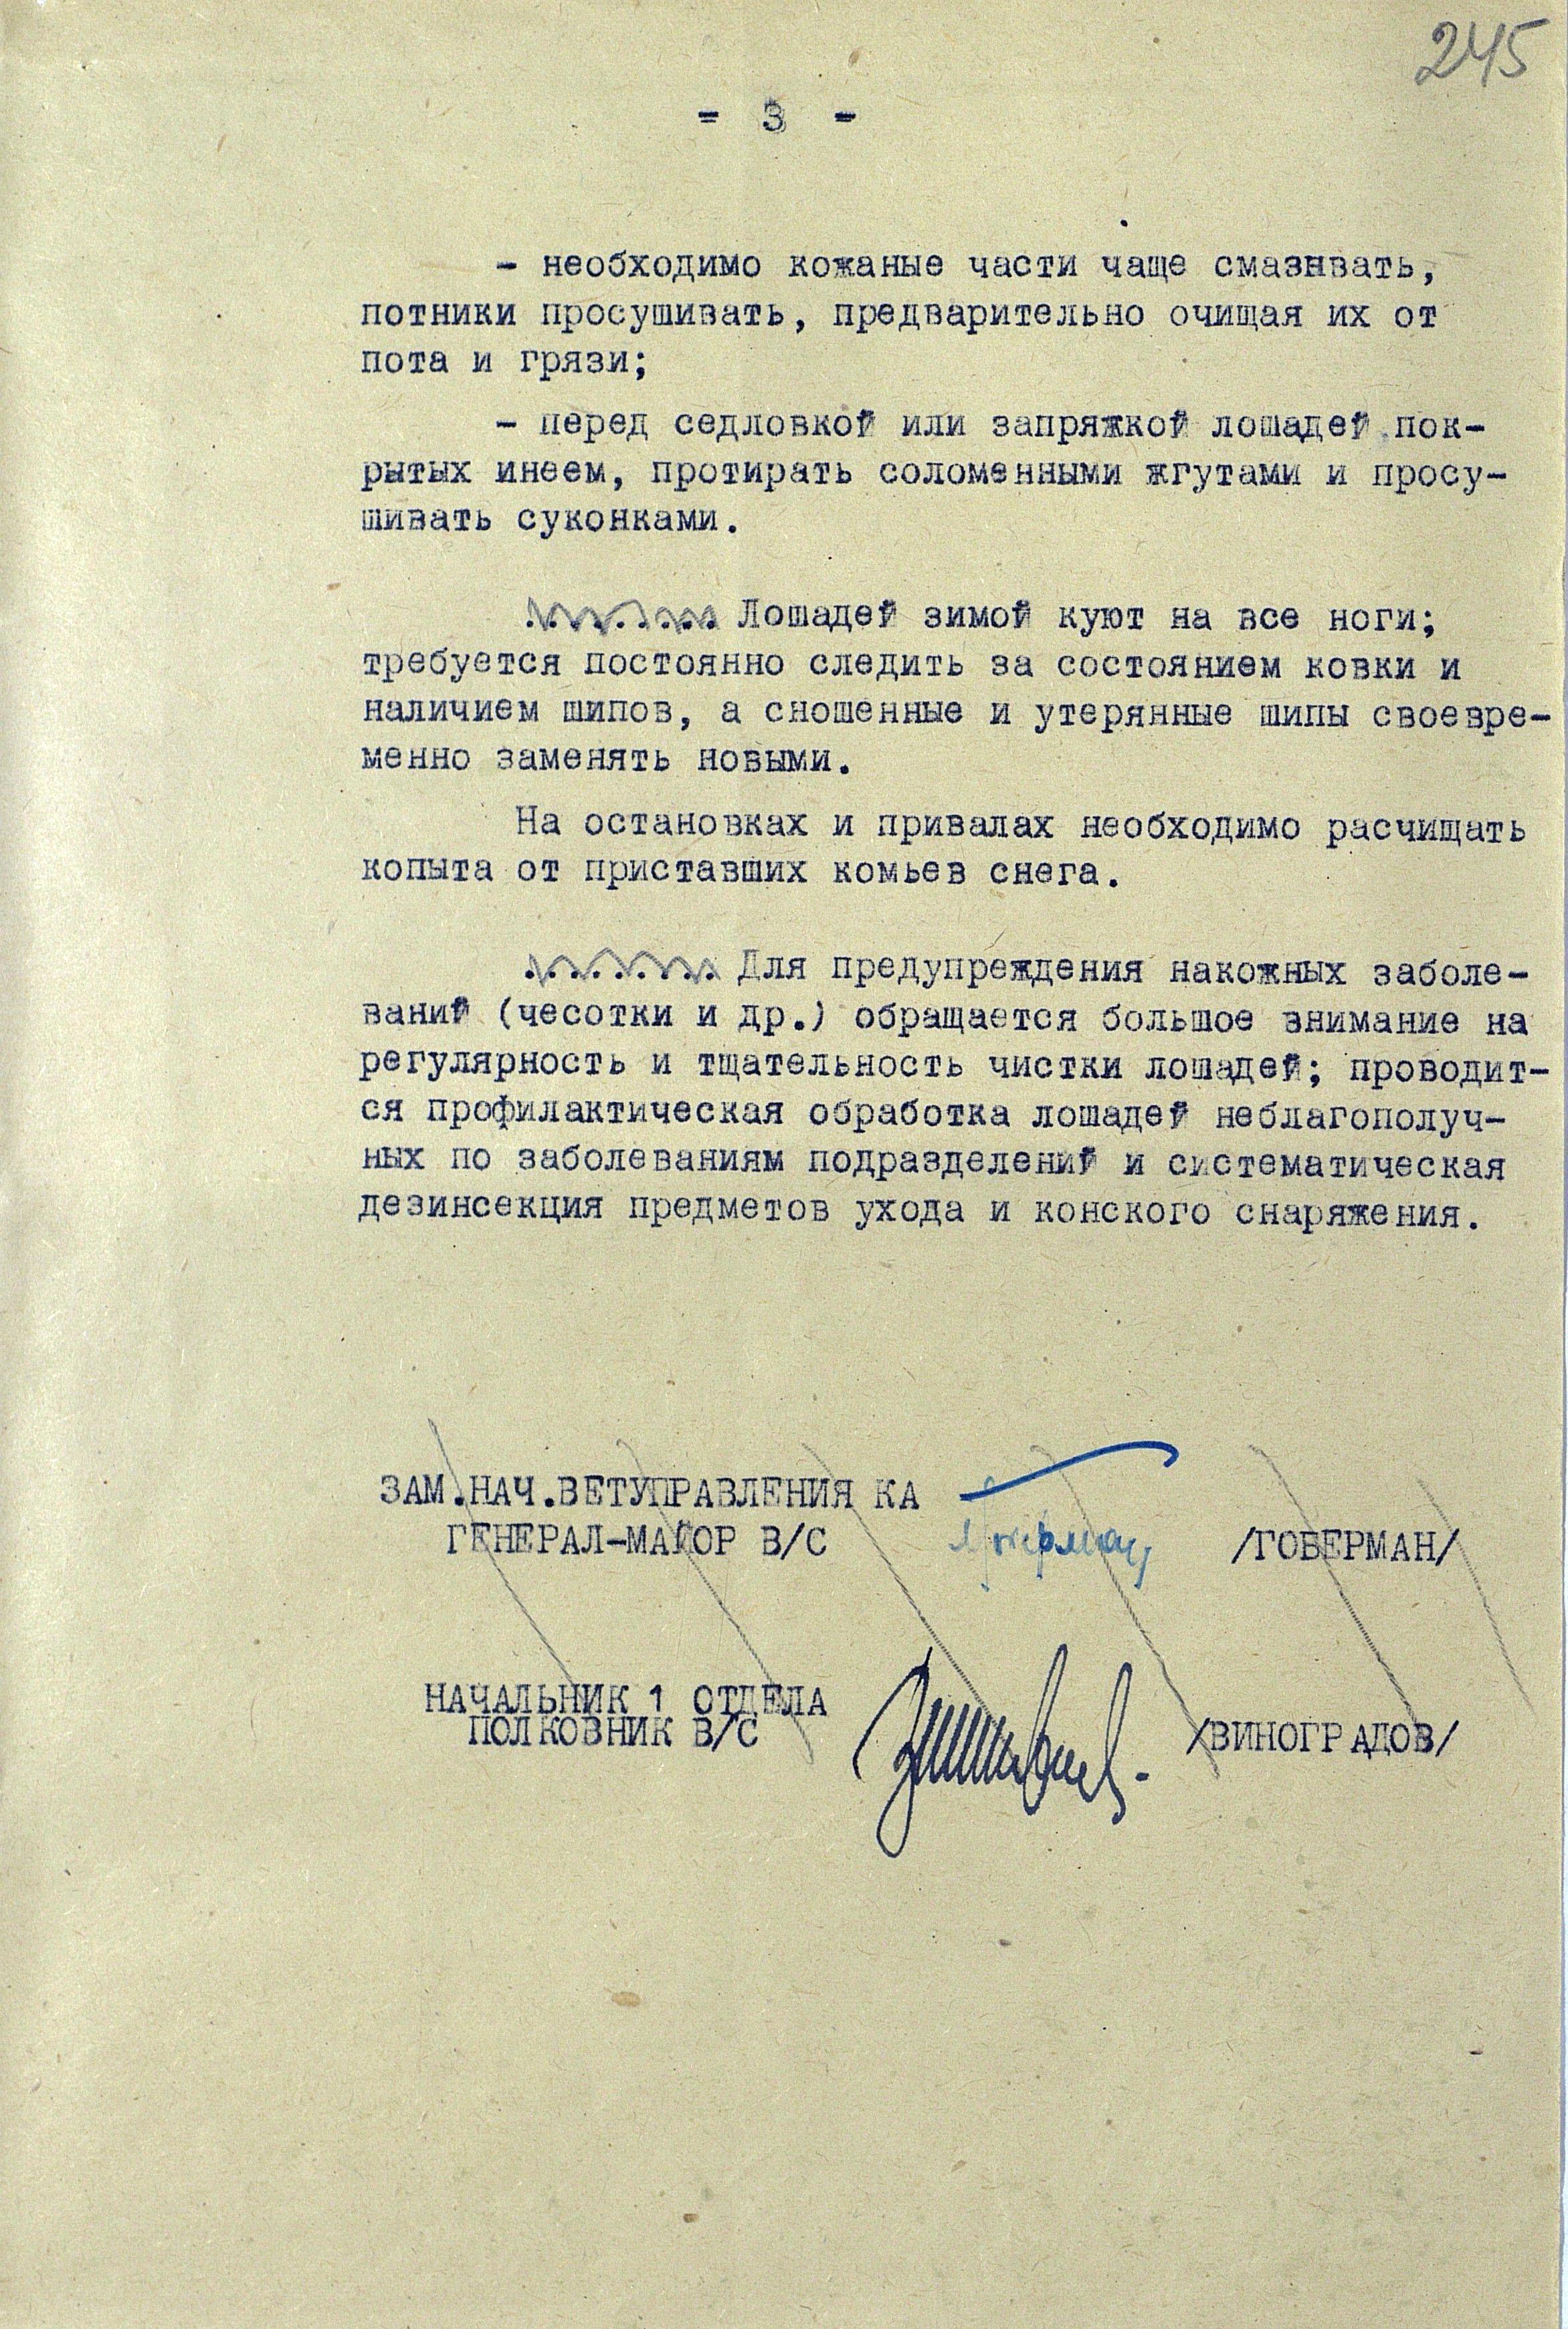 245
= 3 -
- необходимо кожаные части чаще смазывать,
потники просушивать, предварительно очищая их от
пота и грязи;
- перед седловкой или запряжкой лошадей пок-
рытых инеем, протирать соломенными жгутами и просу-
шивать суконками.
......... Лошадей зимой куют на все ноги;
требуется постоянно следить за состоянием ковки и
наличием шипов, а сношенные и утерянные шипы своевре-
менно заменять новыми.
На остановках и привалах необходимо расчищать
копыта от приставших комьев снега.
......... Для предупреждения накожных заболе-
ваний (чесотки и др.) обращается большое внимание на
регулярность и тщательность чистки лошадей; проводит-
ся профилактическая обработка лошадей неблагополуч-
ных по заболеваниям подразделений и систематическая
дезинсекция предметов ухода и конского снаряжения.
ЗАМ.НАЧ.ВЕТУПРАВЛЕНИЯ КА
ГЕНЕРАЛ-МАЙОР В/С /ГОБЕРМАН/
НАЧАЛЬНИК 1 ОТДЕЛА
ПОЛКОВНИК В/С /ВИНОГРАДОВ/